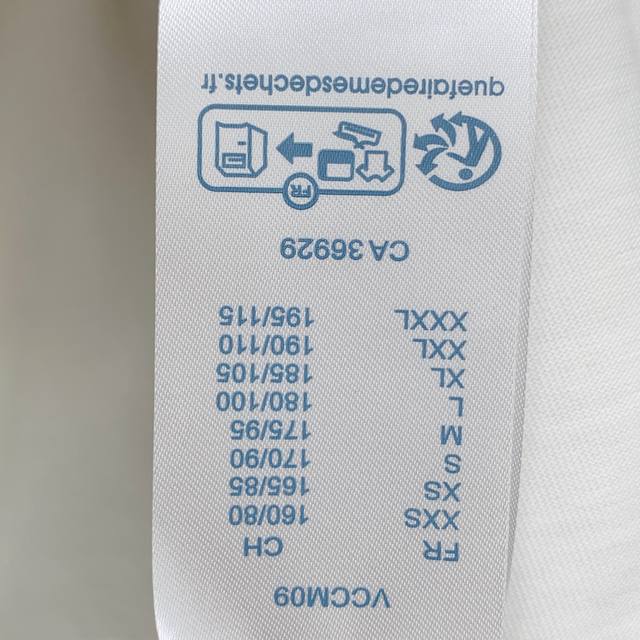 VCCM09
FR CH
XXS 160/80
XS 165/85
S 170/90
M 175/95
L 180/100
XL 185/105
XXL 190/110
XXXL 195/115
CA 36929
FR
quefairedemesdechets.fr